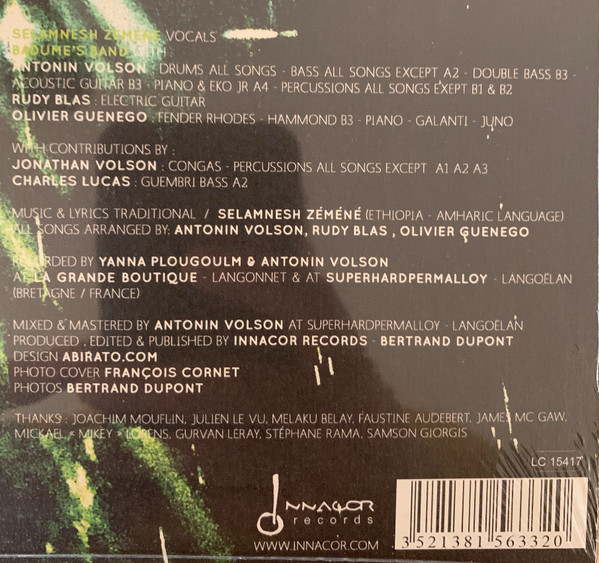 SELAMNESH ZÉMÉNÉ VOCALS
BADUME'S BAND WITH
ANTONIN VOLSON : DRUMS ALL SONGS - BASS ALL SONGS EXCEPT A2 - DOUBLE BASS B3 -
ACOUSTIC GUITAR B3 - PIANO & EKO JR A4 - PERCUSSIONS ALL SONGS EXEPT B1 & B2
RUDY BLAS : ELECTRIC GUITAR
OLIVIER GUENEGO : FENDER RHODES - HAMMOND B3 - PIANO - GALANTI - JUNO
WITH CONTRIBUTIONS BY :
JONATHAN VOLSON : CONGAS - PERCUSSIONS ALL SONGS EXCEPT A1 A2 A3
CHARLES LUCAS : GUEMBRI BASS A2
MUSIC & LYRICS TRADITIONAL / SELAMNESH ZÉMÉNÉ (ETHIOPIA - AMHARIC LANGUAGE)
ALL SONGS ARRANGED BY: ANTONIN VOLSON, RUDY BLAS , OLIVIER GUENEGO
RECORDED BY YANNA PLOUGOULM & ANTONIN VOLSON
AT LA GRANDE BOUTIQUE - LANGONNET & AT SUPERHARDPERMALLOY - LANGOËLAN
(BRETAGNE / FRANCE)
MIXED & MASTERED BY ANTONIN VOLSON AT SUPERHARDPERMALLOY - LANGOËLAN
PRODUCED , EDITED & PUBLISHED BY INNACOR RECORDS - BERTRAND DUPONT
DESIGN ABIRATO.COM
PHOTO COVER FRANÇOIS CORNET
PHOTOS BERTRAND DUPONT
THANKS : JOACHIM MOUFLIN, JULIEN LE VU, MELAKU BELAY, FAUSTINE AUDEBERT, JAMES MC GAW,
MICKAEL « MIKEY » LORENS, GURVAN LERAY, STÉPHANE RAMA, SAMSON GIORGIS
LC 15417
INNACOR
records
WWW.INNACOR.COM
3 521381 563320